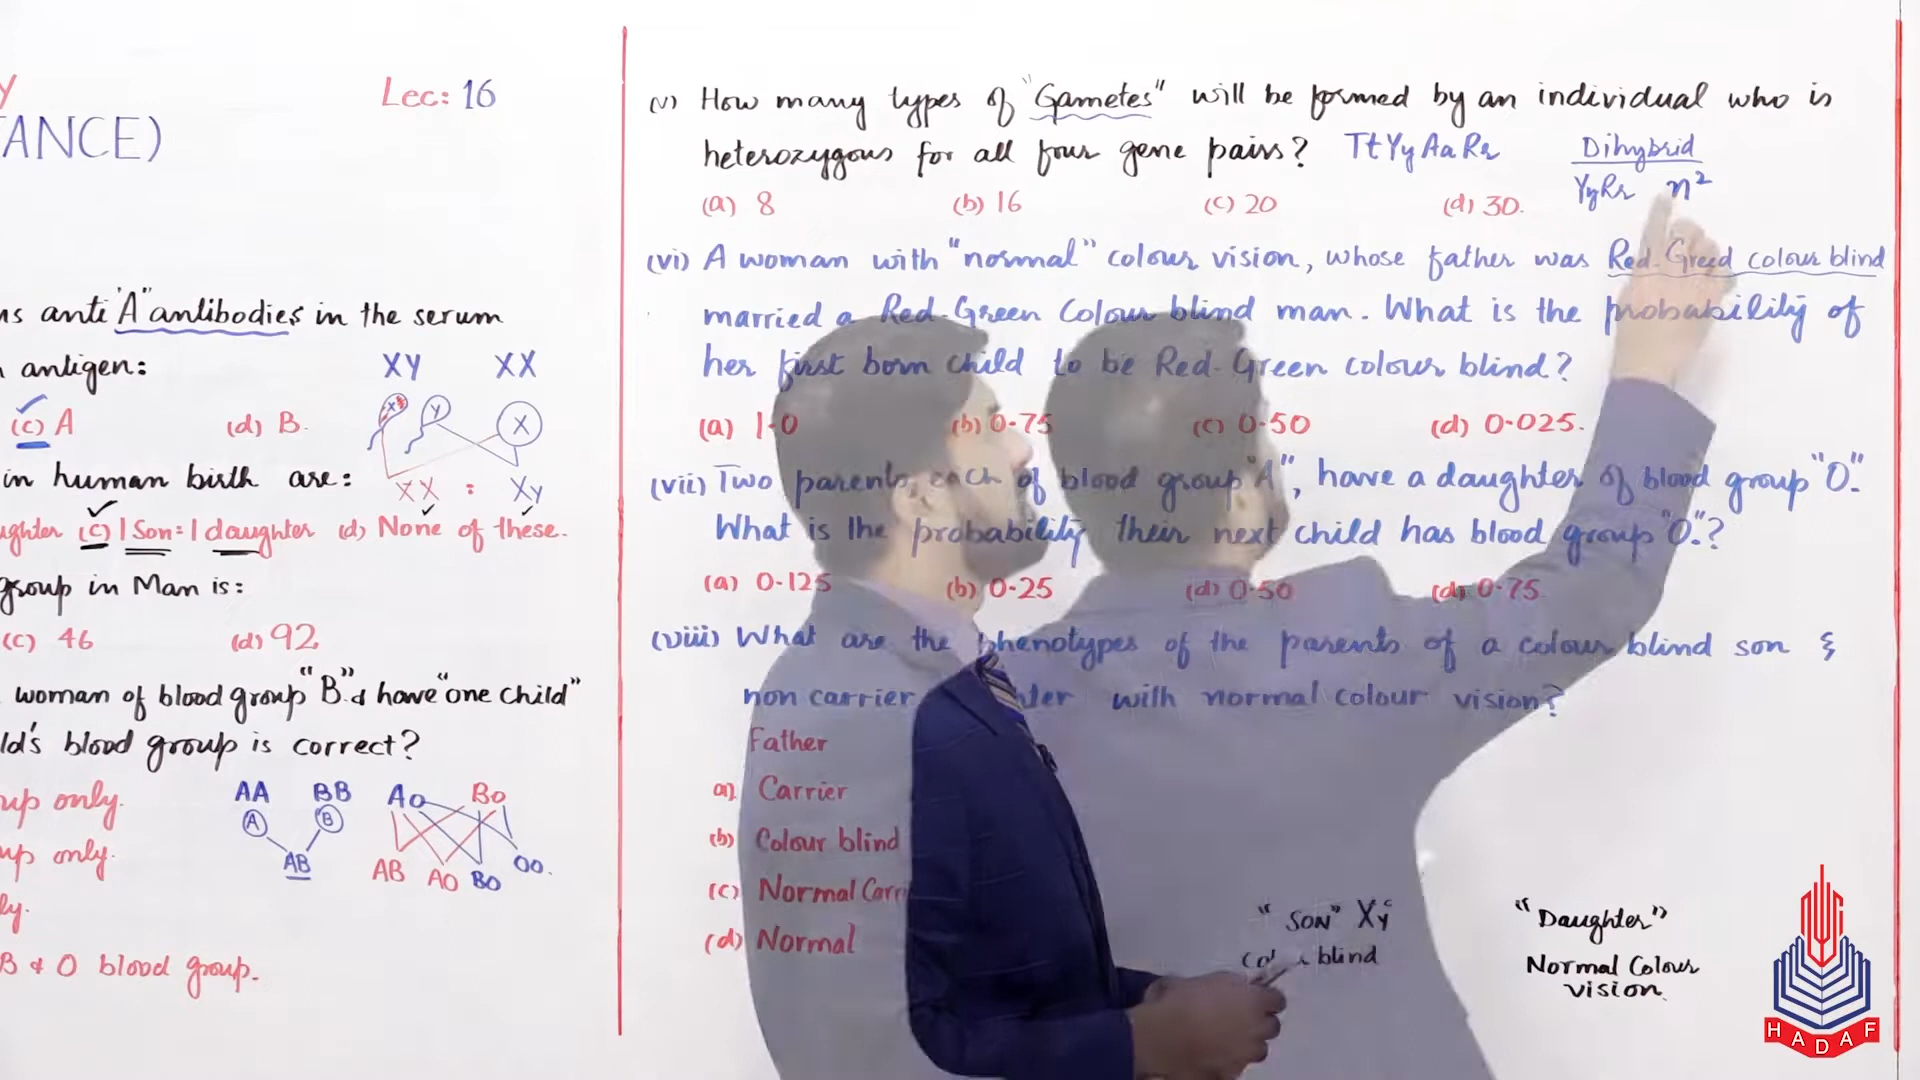 Y
Lec: 16
TANCE)
ns anti "A" antibodies in the serum
antigen:
XY XX
X Y X
(c) A (d) B.
in human birth are:
XX : Xy
ughter (c) 1 Son = 1 daughter (d) None of these.
group in Man is:
(c) 46 (d) 92
woman of blood group "B" & have "one child"
ld's blood group is correct?
up only.
AA BB Ao Bo
A B
up only.
AB AB AO BO OO.
ly.
B & O blood group.
(v) How many types of "Gametes" will be formed by an individual who is
heterozygous for all four gene pairs? TtYyAaRr Dihybrid
YyRr n²
(a) 8 (b) 16 (c) 20 (d) 30.
(vi) A woman with "normal" colour vision, whose father was Red-Greed colour blind
married a Red-Green Colour blind man. What is the probability of
her first born child to be Red-Green colour blind?
(a) 1.0 (b) 0.75 (c) 0.50 (d) 0.025.
(vii) Two parents each of blood group "A", have a daughter of blood group "O".
What is the probability their next child has blood group "O".?
(a) 0.125 (b) 0.25 (d) 0.50 (d) 0.75
(viii) What are the phenotypes of the parents of a colour blind son &
non carrier with normal colour vision?
Father
a) Carrier
(b) Colour blind
(c) Normal
(d) Normal
"SON" Xyᶜ
blind
"Daughter"
Normal Colour
vision.
HADAF